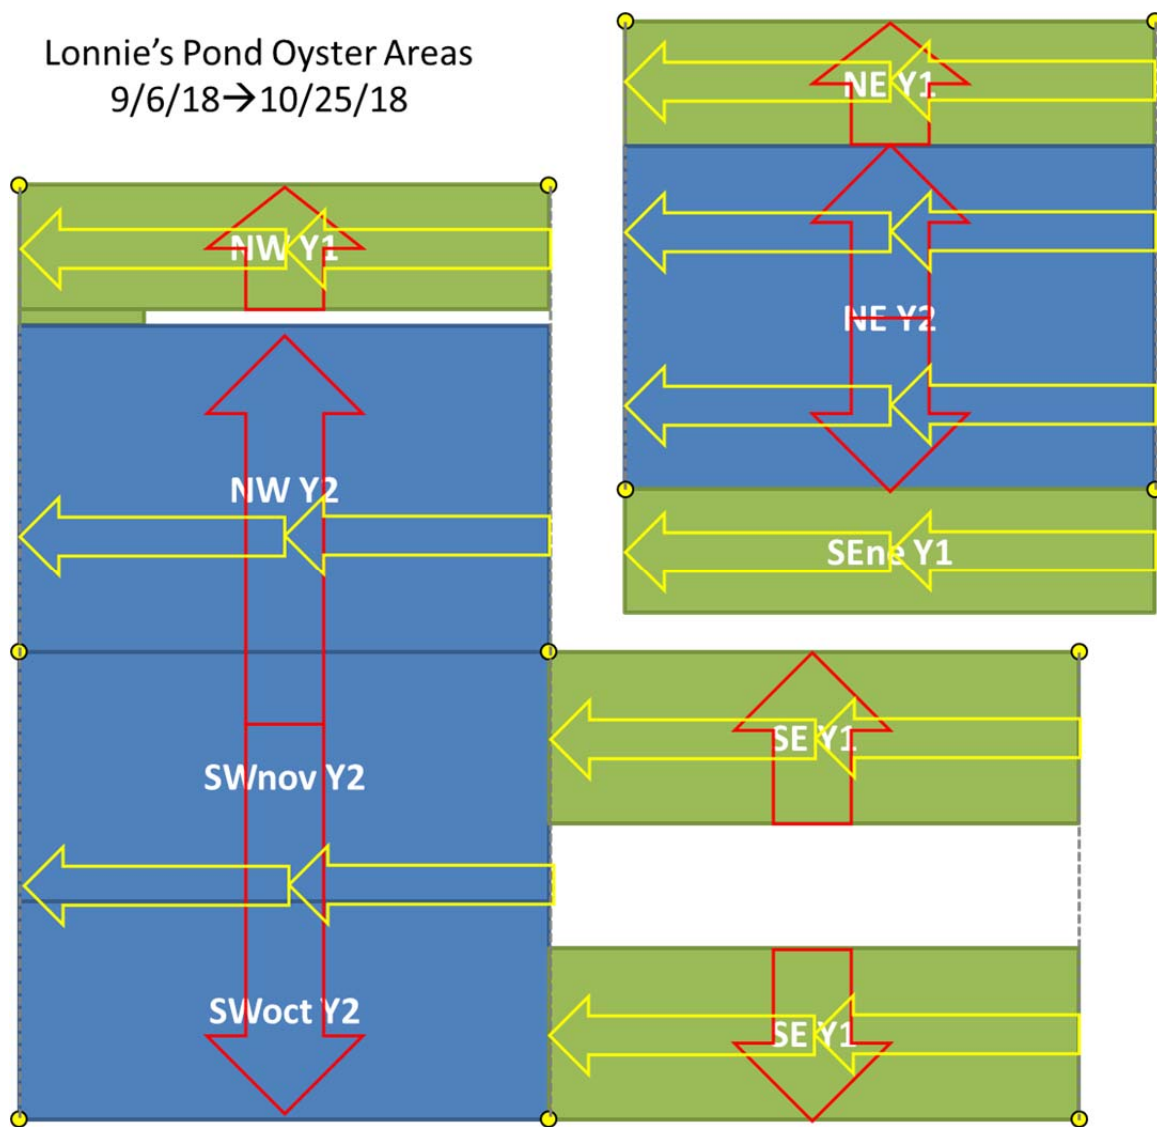 Lonnie’s Pond Oyster Areas
9/6/18→10/25/18
NE Y1
NW Y1
NE Y2
NW Y2
SEne Y1
SE Y1
SWnov Y2
SWoct Y2
SE Y1